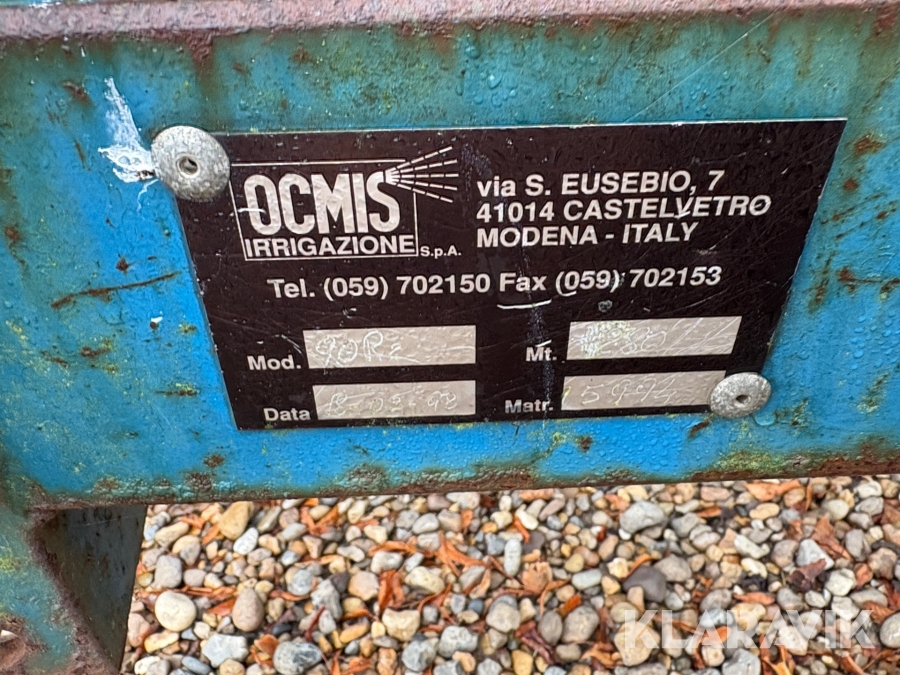 OCMIS
IRRIGAZIONE S.p.A.
via S. EUSEBIO, 7
41014 CASTELVETRO
MODENA - ITALY
Tel. (059) 702150 Fax (059) 702153
Mod. 90R2
Mt.
Data
Matr.
KLARAVIK